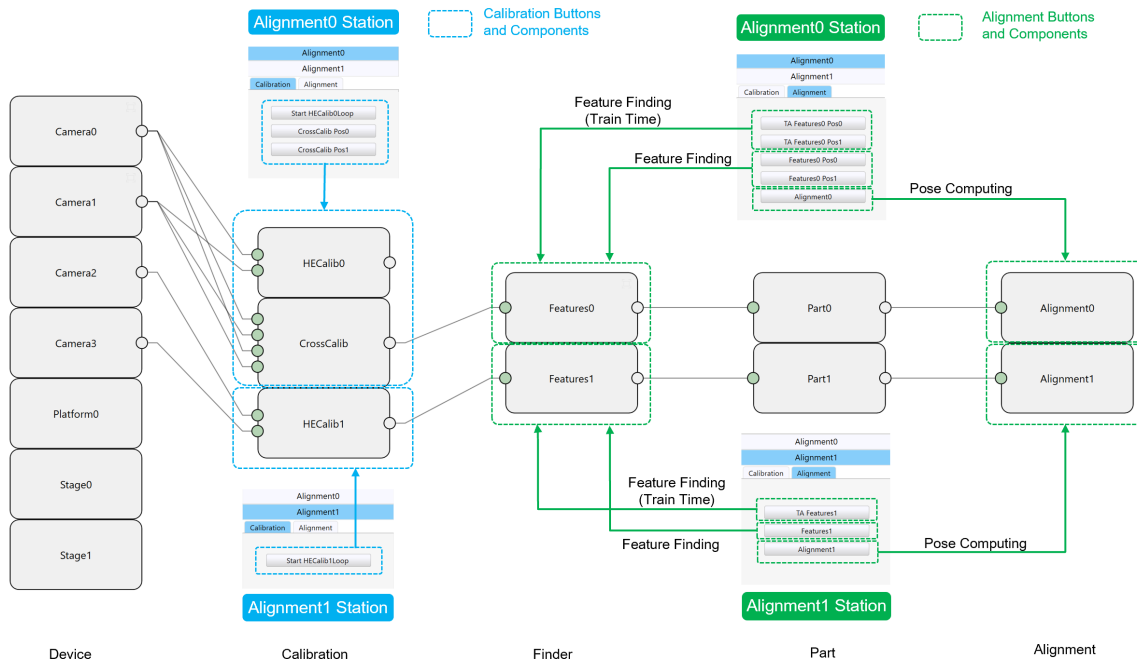 Alignment0 Station
Calibration Buttons
and Components
Alignment0 Station
Alignment Buttons
and Components
Alignment0
Alignment1
Calibration
Alignment
Start HECalib0Loop
CrossCalib Pos0
CrossCalib Pos1
Alignment0
Alignment1
Calibration
Alignment
TA Features0 Pos0
TA Features0 Pos1
Features0 Pos0
Features0 Pos1
Alignment0
Feature Finding
(Train Time)
Feature Finding
Pose Computing
Camera0
Camera1
Camera2
Camera3
Platform0
Stage0
Stage1
HECalib0
CrossCalib
HECalib1
Features0
Features1
Part0
Part1
Alignment0
Alignment1
Alignment0
Alignment1
Calibration
Alignment
Start HECalib1Loop
Alignment1 Station
Alignment0
Alignment1
Calibration
Alignment
TA Features1
Features1
Alignment1
Feature Finding
(Train Time)
Feature Finding
Pose Computing
Alignment1 Station
Device
Calibration
Finder
Part
Alignment